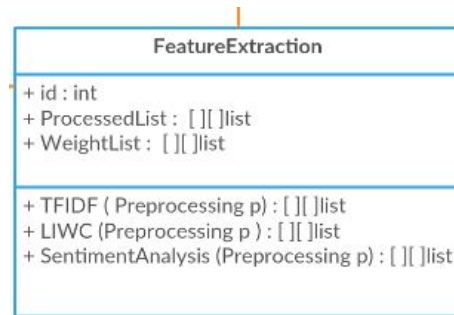 FeatureExtraction
+ id : int
+ ProcessedList : [ ][ ]list
+ WeightList : [ ][ ]list
+ TFIDF ( Preprocessing p) : [ ][ ]list
+ LIWC (Preprocessing p ) : [ ][ ]list
+ SentimentAnalysis (Preprocessing p) : [ ][ ]list